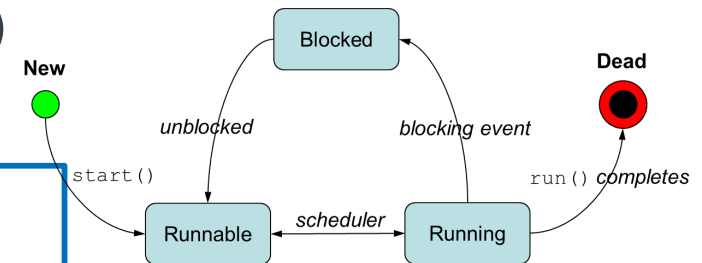 Blocked
New
Dead
unblocked
blocking event
start()
run() completes
Runnable
scheduler
Running